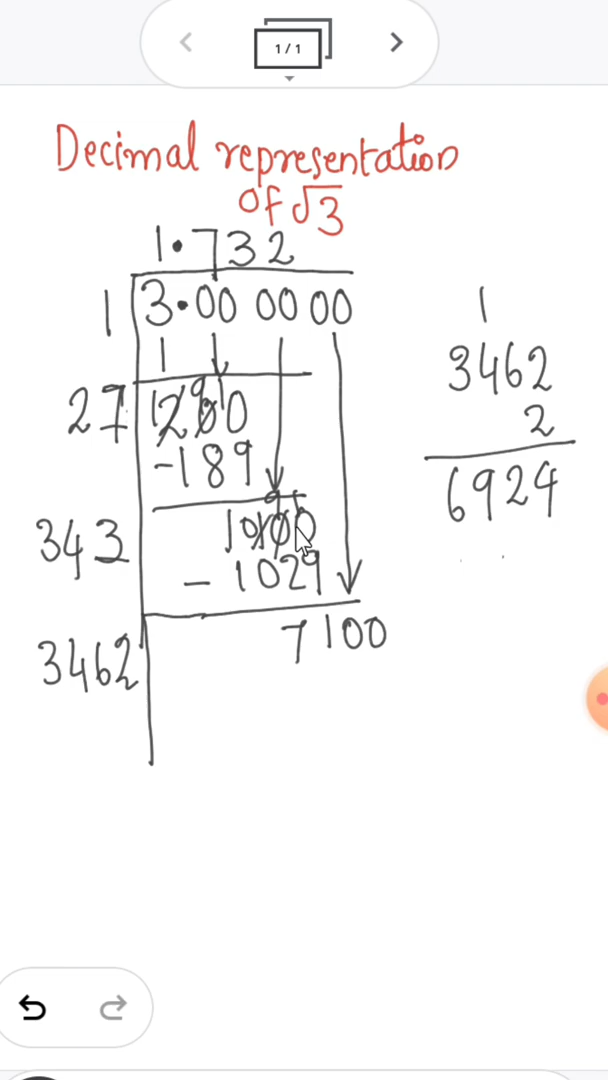 1 / 1
Decimal representation
of √3
1.732
1 3.00 00 00
1
27 200
-189
343 1100
- 1029
3462 7100
1
3462
2
6924